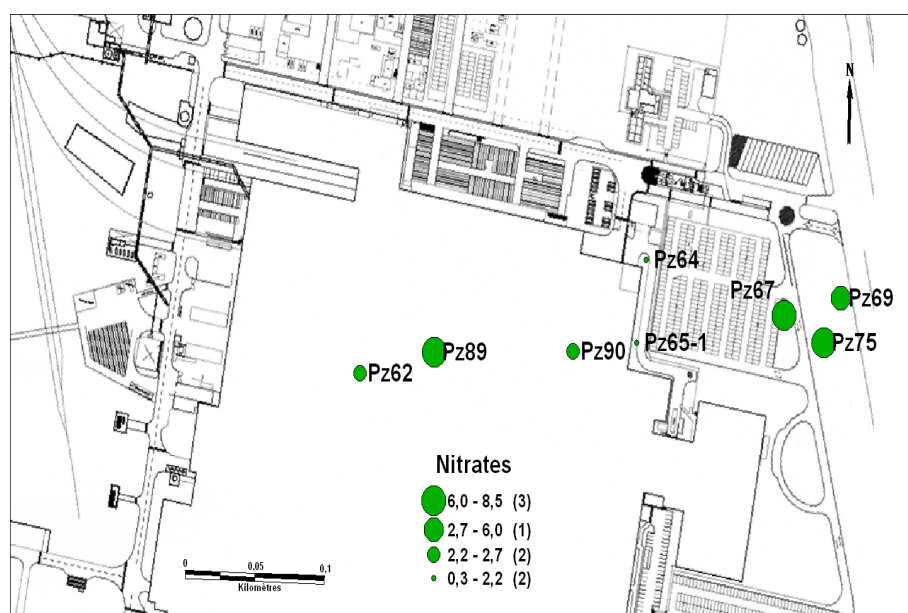 N
Pz64
Pz67
Pz69
Pz65-1
Pz75
Pz89
Pz90
Pz62
Nitrates
6,0 - 8,5 (3)
2,7 - 6,0 (1)
2,2 - 2,7 (2)
0,3 - 2,2 (2)
0 0,05 0,1
Kilomètres